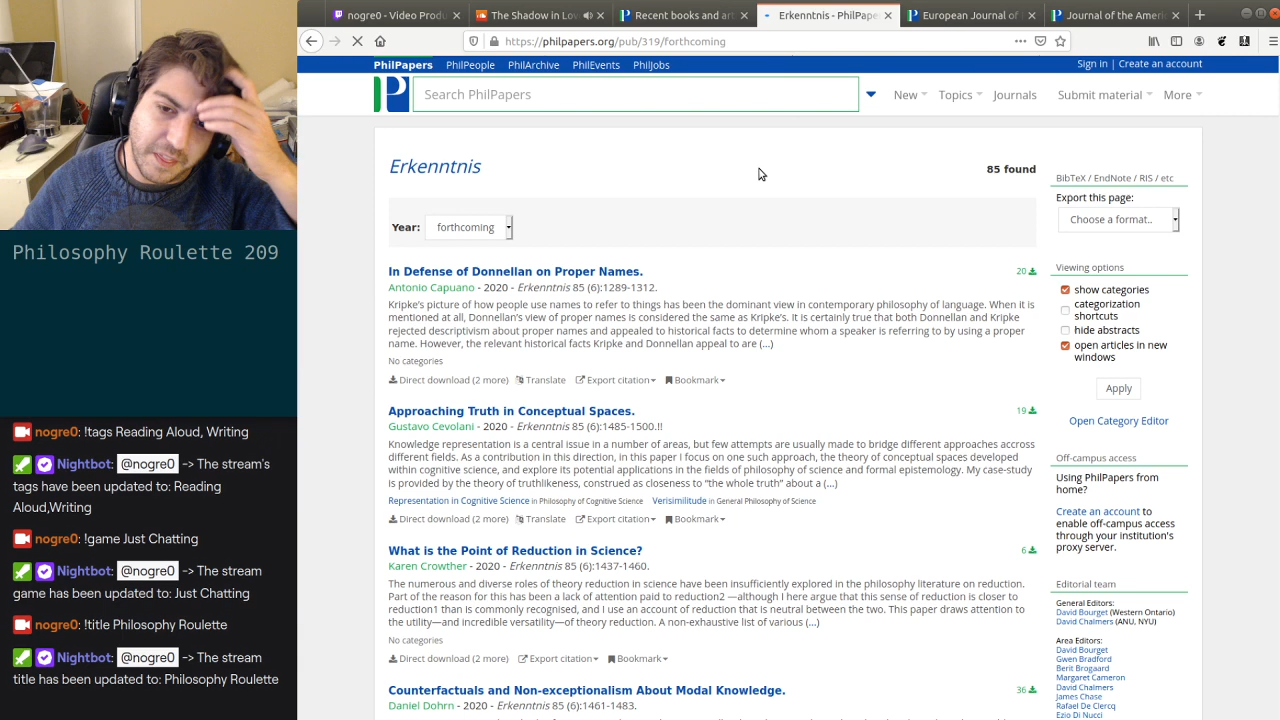 nogre0 - Video Produ
The Shadow in Lov
Recent books and art
Erkenntnis - PhilPape
European Journal of
Journal of the Ameri
https://philpapers.org/pub/319/forthcoming
PhilPapers PhilPeople PhilArchive PhilEvents PhilJobs
Sign in | Create an account
Search PhilPapers
New Topics Journals Submit material More
Erkenntnis
85 found
Year: forthcoming
In Defense of Donnellan on Proper Names.
20
Antonio Capuano - 2020 - Erkenntnis 85 (6):1289-1312.
Kripke's picture of how people use names to refer to things has been the dominant view in contemporary philosophy of language. When it is
mentioned at all, Donnellan's view of proper names is considered the same as Kripke's. It is certainly true that both Donnellan and Kripke
rejected descriptivism about proper names and appealed to historical facts to determine whom a speaker is referring to by using a proper
name. However, the relevant historical facts Kripke and Donnellan appeal to are (...)
No categories
Direct download (2 more) Translate Export citation Bookmark
Approaching Truth in Conceptual Spaces.
19
Gustavo Cevolani - 2020 - Erkenntnis 85 (6):1485-1500.!!
Knowledge representation is a central issue in a number of areas, but few attempts are usually made to bridge different approaches accross
different fields. As a contribution in this direction, in this paper I focus on one such approach, the theory of conceptual spaces developed
within cognitive science, and explore its potential applications in the fields of philosophy of science and formal epistemology. My case-study
is provided by the theory of truthlikeness, construed as closeness to “the whole truth” about a (...)
Representation in Cognitive Science in Philosophy of Cognitive Science Verisimilitude in General Philosophy of Science
Direct download (2 more) Translate Export citation Bookmark
What is the Point of Reduction in Science?
6
Karen Crowther - 2020 - Erkenntnis 85 (6):1437-1460.
The numerous and diverse roles of theory reduction in science have been insufficiently explored in the philosophy literature on reduction.
Part of the reason for this has been a lack of attention paid to reduction2 —although I here argue that this sense of reduction is closer to
reduction1 than is commonly recognised, and I use an account of reduction that is neutral between the two. This paper draws attention to
the utility—and incredible versatility—of theory reduction. A non-exhaustive list of various (...)
No categories
Direct download (2 more) Export citation Bookmark
Counterfactuals and Non-exceptionalism About Modal Knowledge.
36
Daniel Dohrn - 2020 - Erkenntnis 85 (6):1461-1483.
BibTeX / EndNote / RIS / etc
Export this page:
Choose a format..
Viewing options
show categories
categorization
shortcuts
hide abstracts
open articles in new
windows
Apply
Open Category Editor
Off-campus access
Using PhilPapers from
home?
Create an account to
enable off-campus access
through your institution's
proxy server.
Editorial team
General Editors:
David Bourget (Western Ontario)
David Chalmers (ANU, NYU)
Area Editors:
David Bourget
Gwen Bradford
Berit Brogaard
Margaret Cameron
David Chalmers
James Chase
Rafael De Clercq
Ezio Di Nucci
Philosophy Roulette 209
nogre0: !tags Reading Aloud, Writing
Nightbot: @nogre0 -> The stream's
tags have been updated to: Reading
Aloud,Writing
nogre0: !game Just Chatting
Nightbot: @nogre0 -> The stream
game has been updated to: Just Chatting
nogre0: !title Philosophy Roulette
Nightbot: @nogre0 -> The stream
title has been updated to: Philosophy Roulette